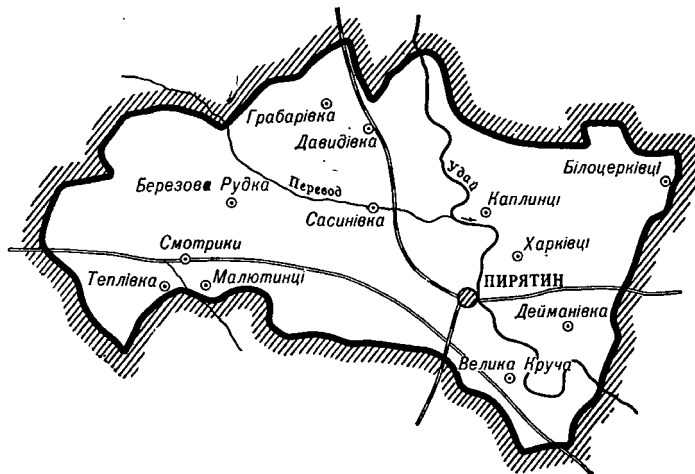 Грабарівка
Давидівка
Білоцерківці
Удай
Березова Рудка
Перевод
Каплинці
Сасинівка
Харківці
Смотрики
Теплівка
Малютинці
ПИРЯТИН
Дейманівка
Велика Круча